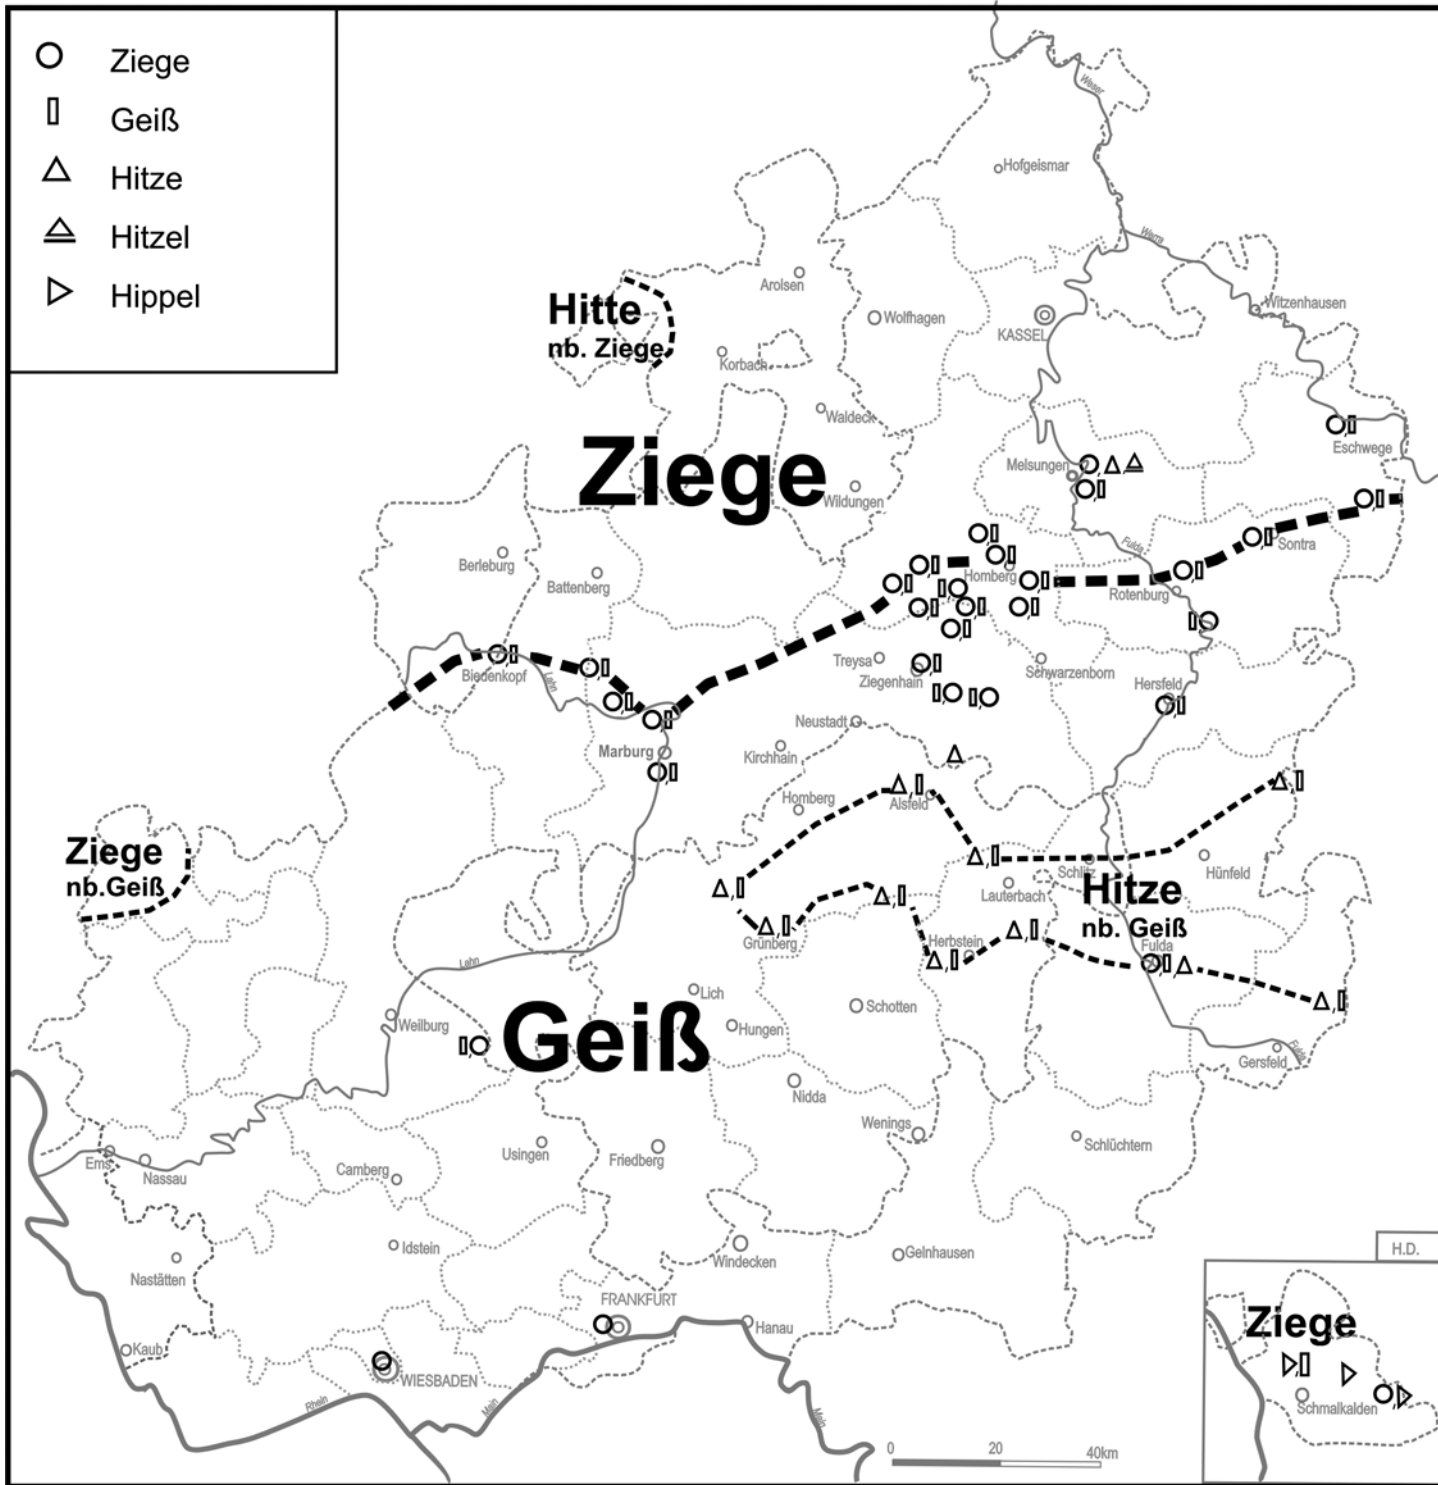 Ziege
Geiß
Hitze
Hitzel
Hippel
Weser
Hofgeismar
Werra
Arolsen
Hitte
nb. Ziege
Wolfhagen
KASSEL
Witzenhausen
Korbach
Waldeck
Eschwege
Ziege
Melsungen
Wildungen
Fulda
Sontra
Berleburg
Battenberg
Homberg
Rotenburg
Biedenkopf
Lahn
Treysa
Ziegenhain
Schwarzenborn
Hersfeld
Neustadt
Marburg
Kirchhain
Homberg
Alsfeld
Ziege
nb.Geiß
Schlitz
Hünfeld
Lauterbach
Hitze
nb. Geiß
Grünberg
Herbstein
Fulda
Lahn
Lich
Schotten
Weilburg
Geiß
Hungen
Gersfeld
Fulda
Nidda
Wenings
Schlüchtern
Ems
Nassau
Camberg
Usingen
Friedberg
Idstein
Windecken
Gelnhausen
H.D.
Nastätten
FRANKFURT
Hanau
Ziege
Kaub
WIESBADEN
Rhein
Main
Main
Schmalkalden
0 20 40km